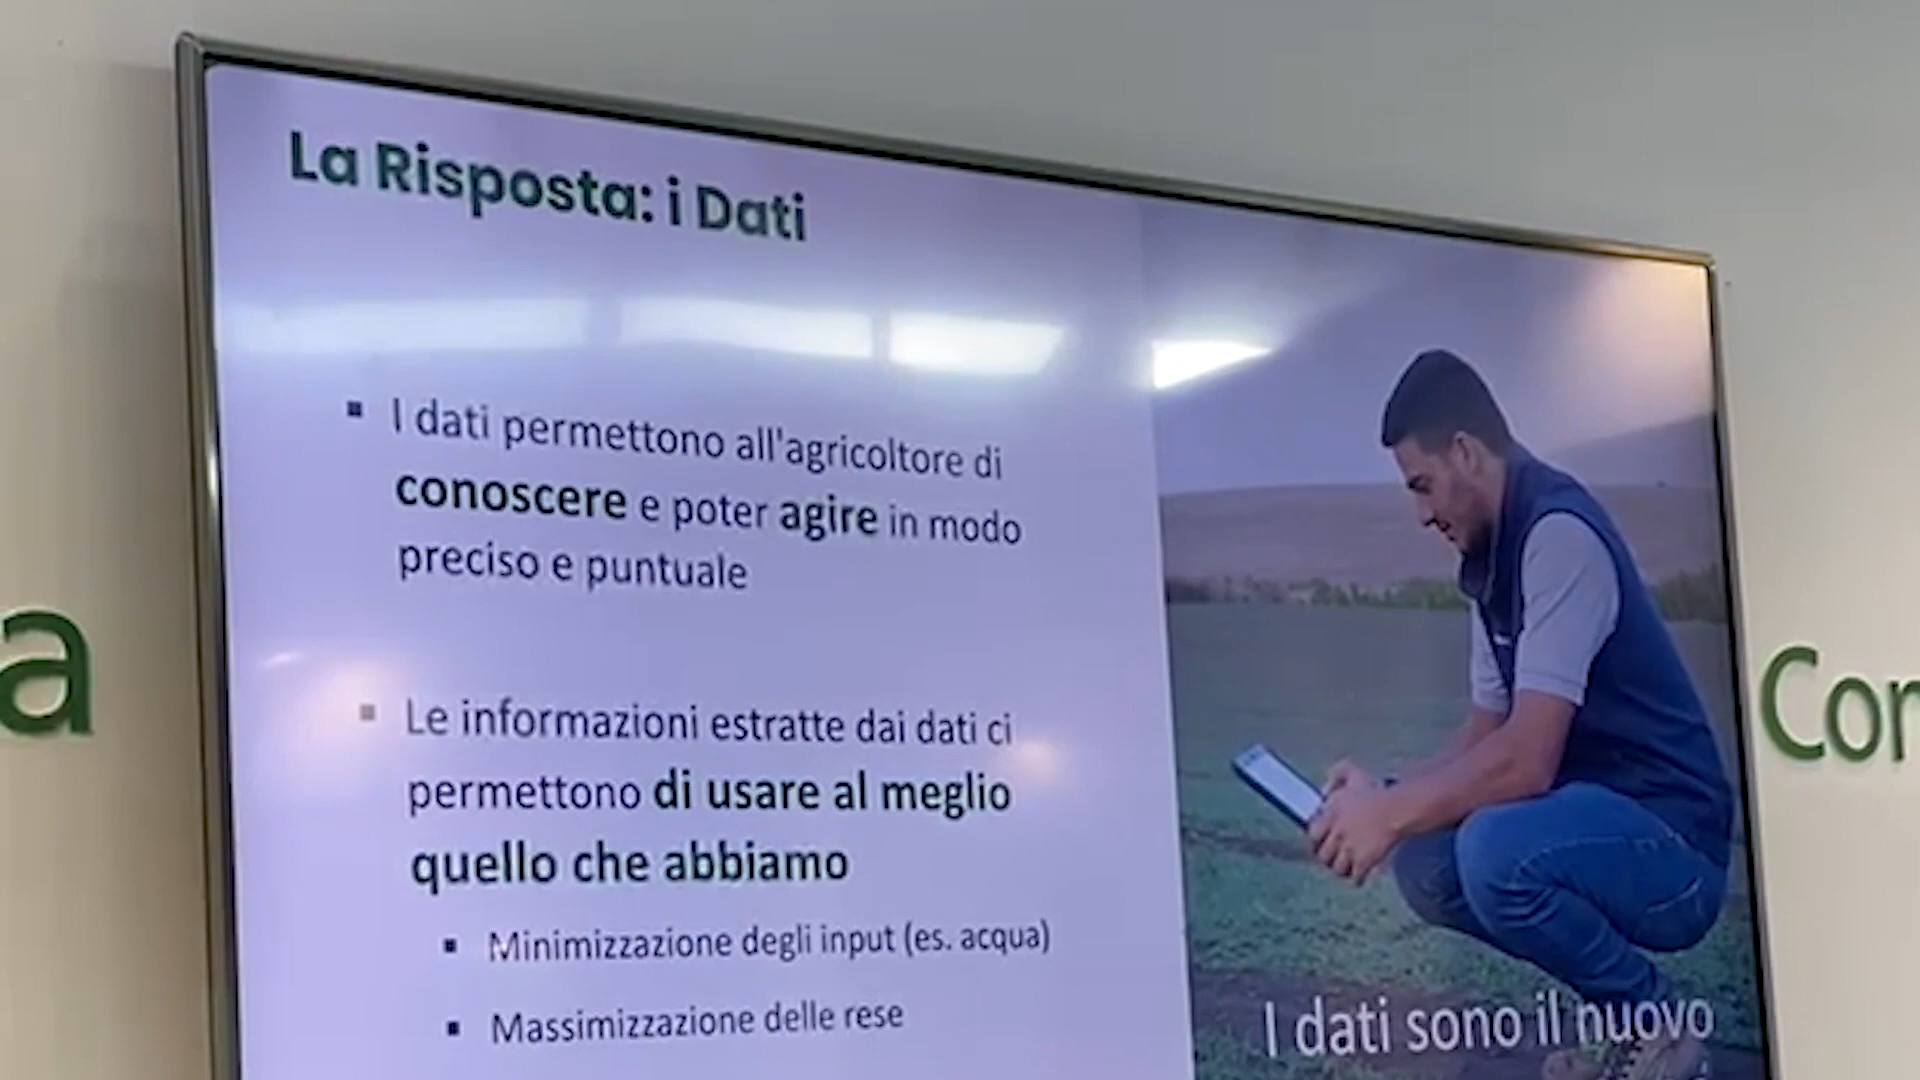 La Risposta: i Dati
▪ I dati permettono all'agricoltore di
conoscere e poter agire in modo
preciso e puntuale
▪ Le informazioni estratte dai dati ci
permettono di usare al meglio
quello che abbiamo
▪ Minimizzazione degli input (es. acqua)
▪ Massimizzazione delle rese
I dati sono il nuovo
a
Con